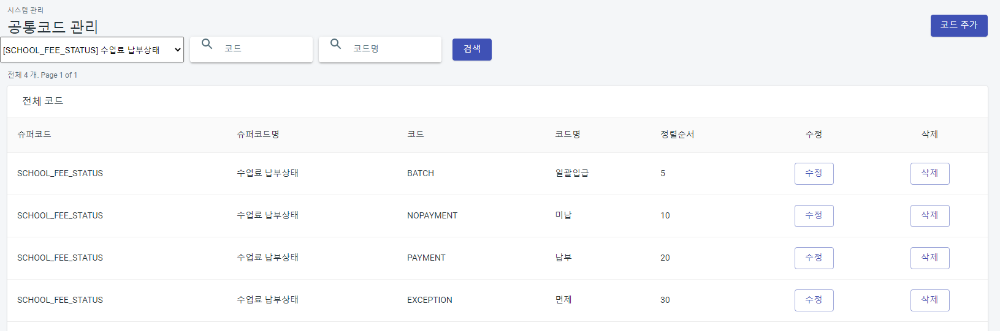 시스템 관리
공통코드 관리
코드 추가
[SCHOOL_FEE_STATUS] 수업료 납부상태 코드 코드명 검색
전체 4 개. Page 1 of 1
전체 코드
슈퍼코드 슈퍼코드명 코드 코드명 정렬순서 수정 삭제
SCHOOL_FEE_STATUS 수업료 납부상태 BATCH 일괄입급 5 수정 삭제
SCHOOL_FEE_STATUS 수업료 납부상태 NOPAYMENT 미납 10 수정 삭제
SCHOOL_FEE_STATUS 수업료 납부상태 PAYMENT 납부 20 수정 삭제
SCHOOL_FEE_STATUS 수업료 납부상태 EXCEPTION 면제 30 수정 삭제